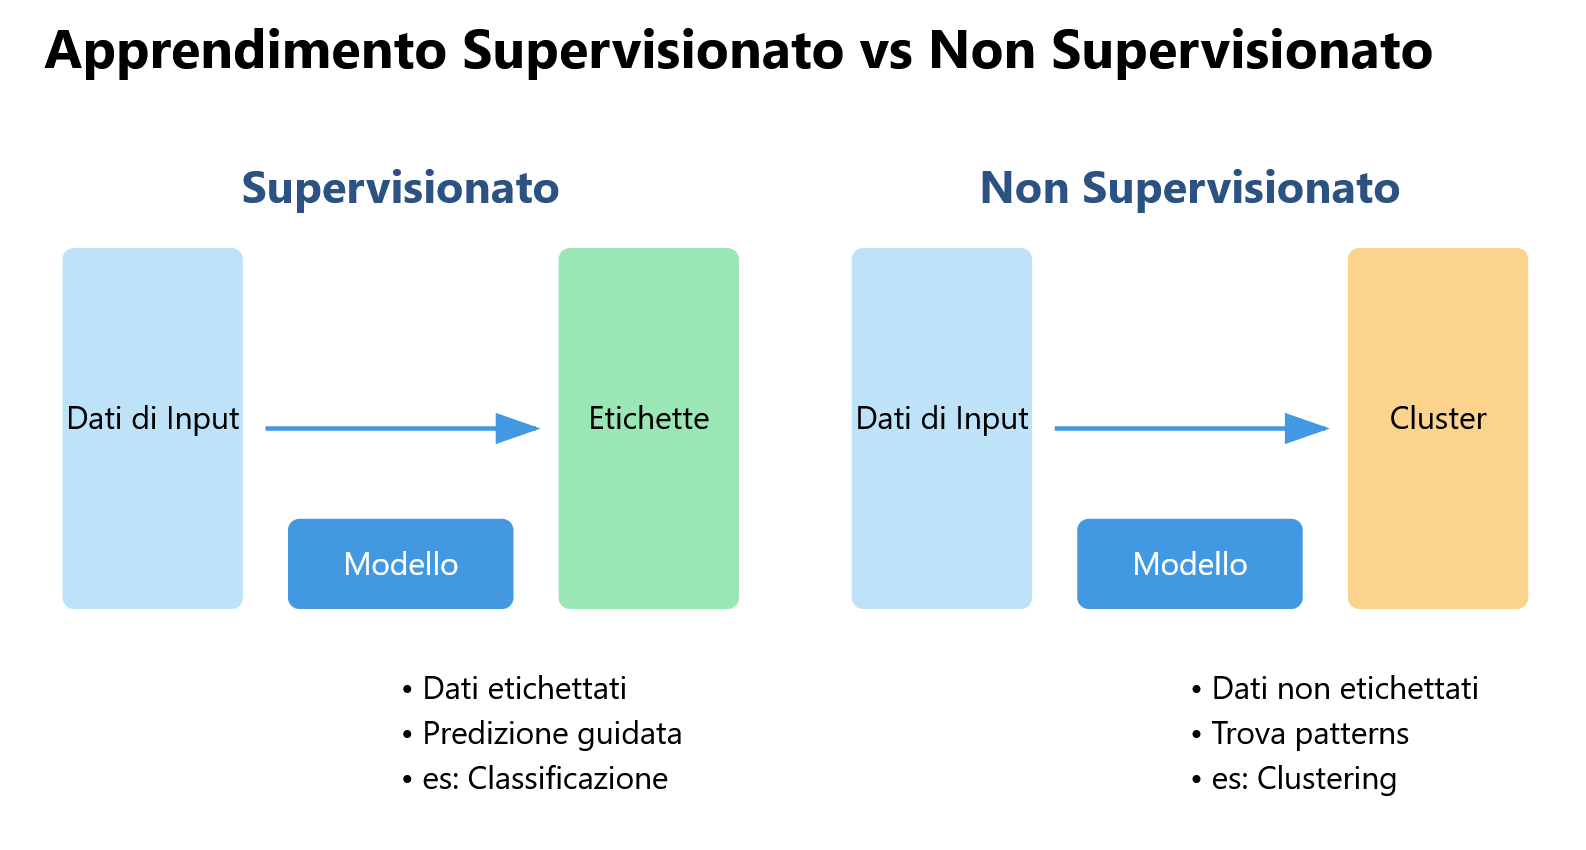 Apprendimento Supervisionato vs Non Supervisionato
Supervisionato
Dati di Input
Etichette
Modello
• Dati etichettati
• Predizione guidata
• es: Classificazione
Non Supervisionato
Dati di Input
Cluster
Modello
• Dati non etichettati
• Trova patterns
• es: Clustering